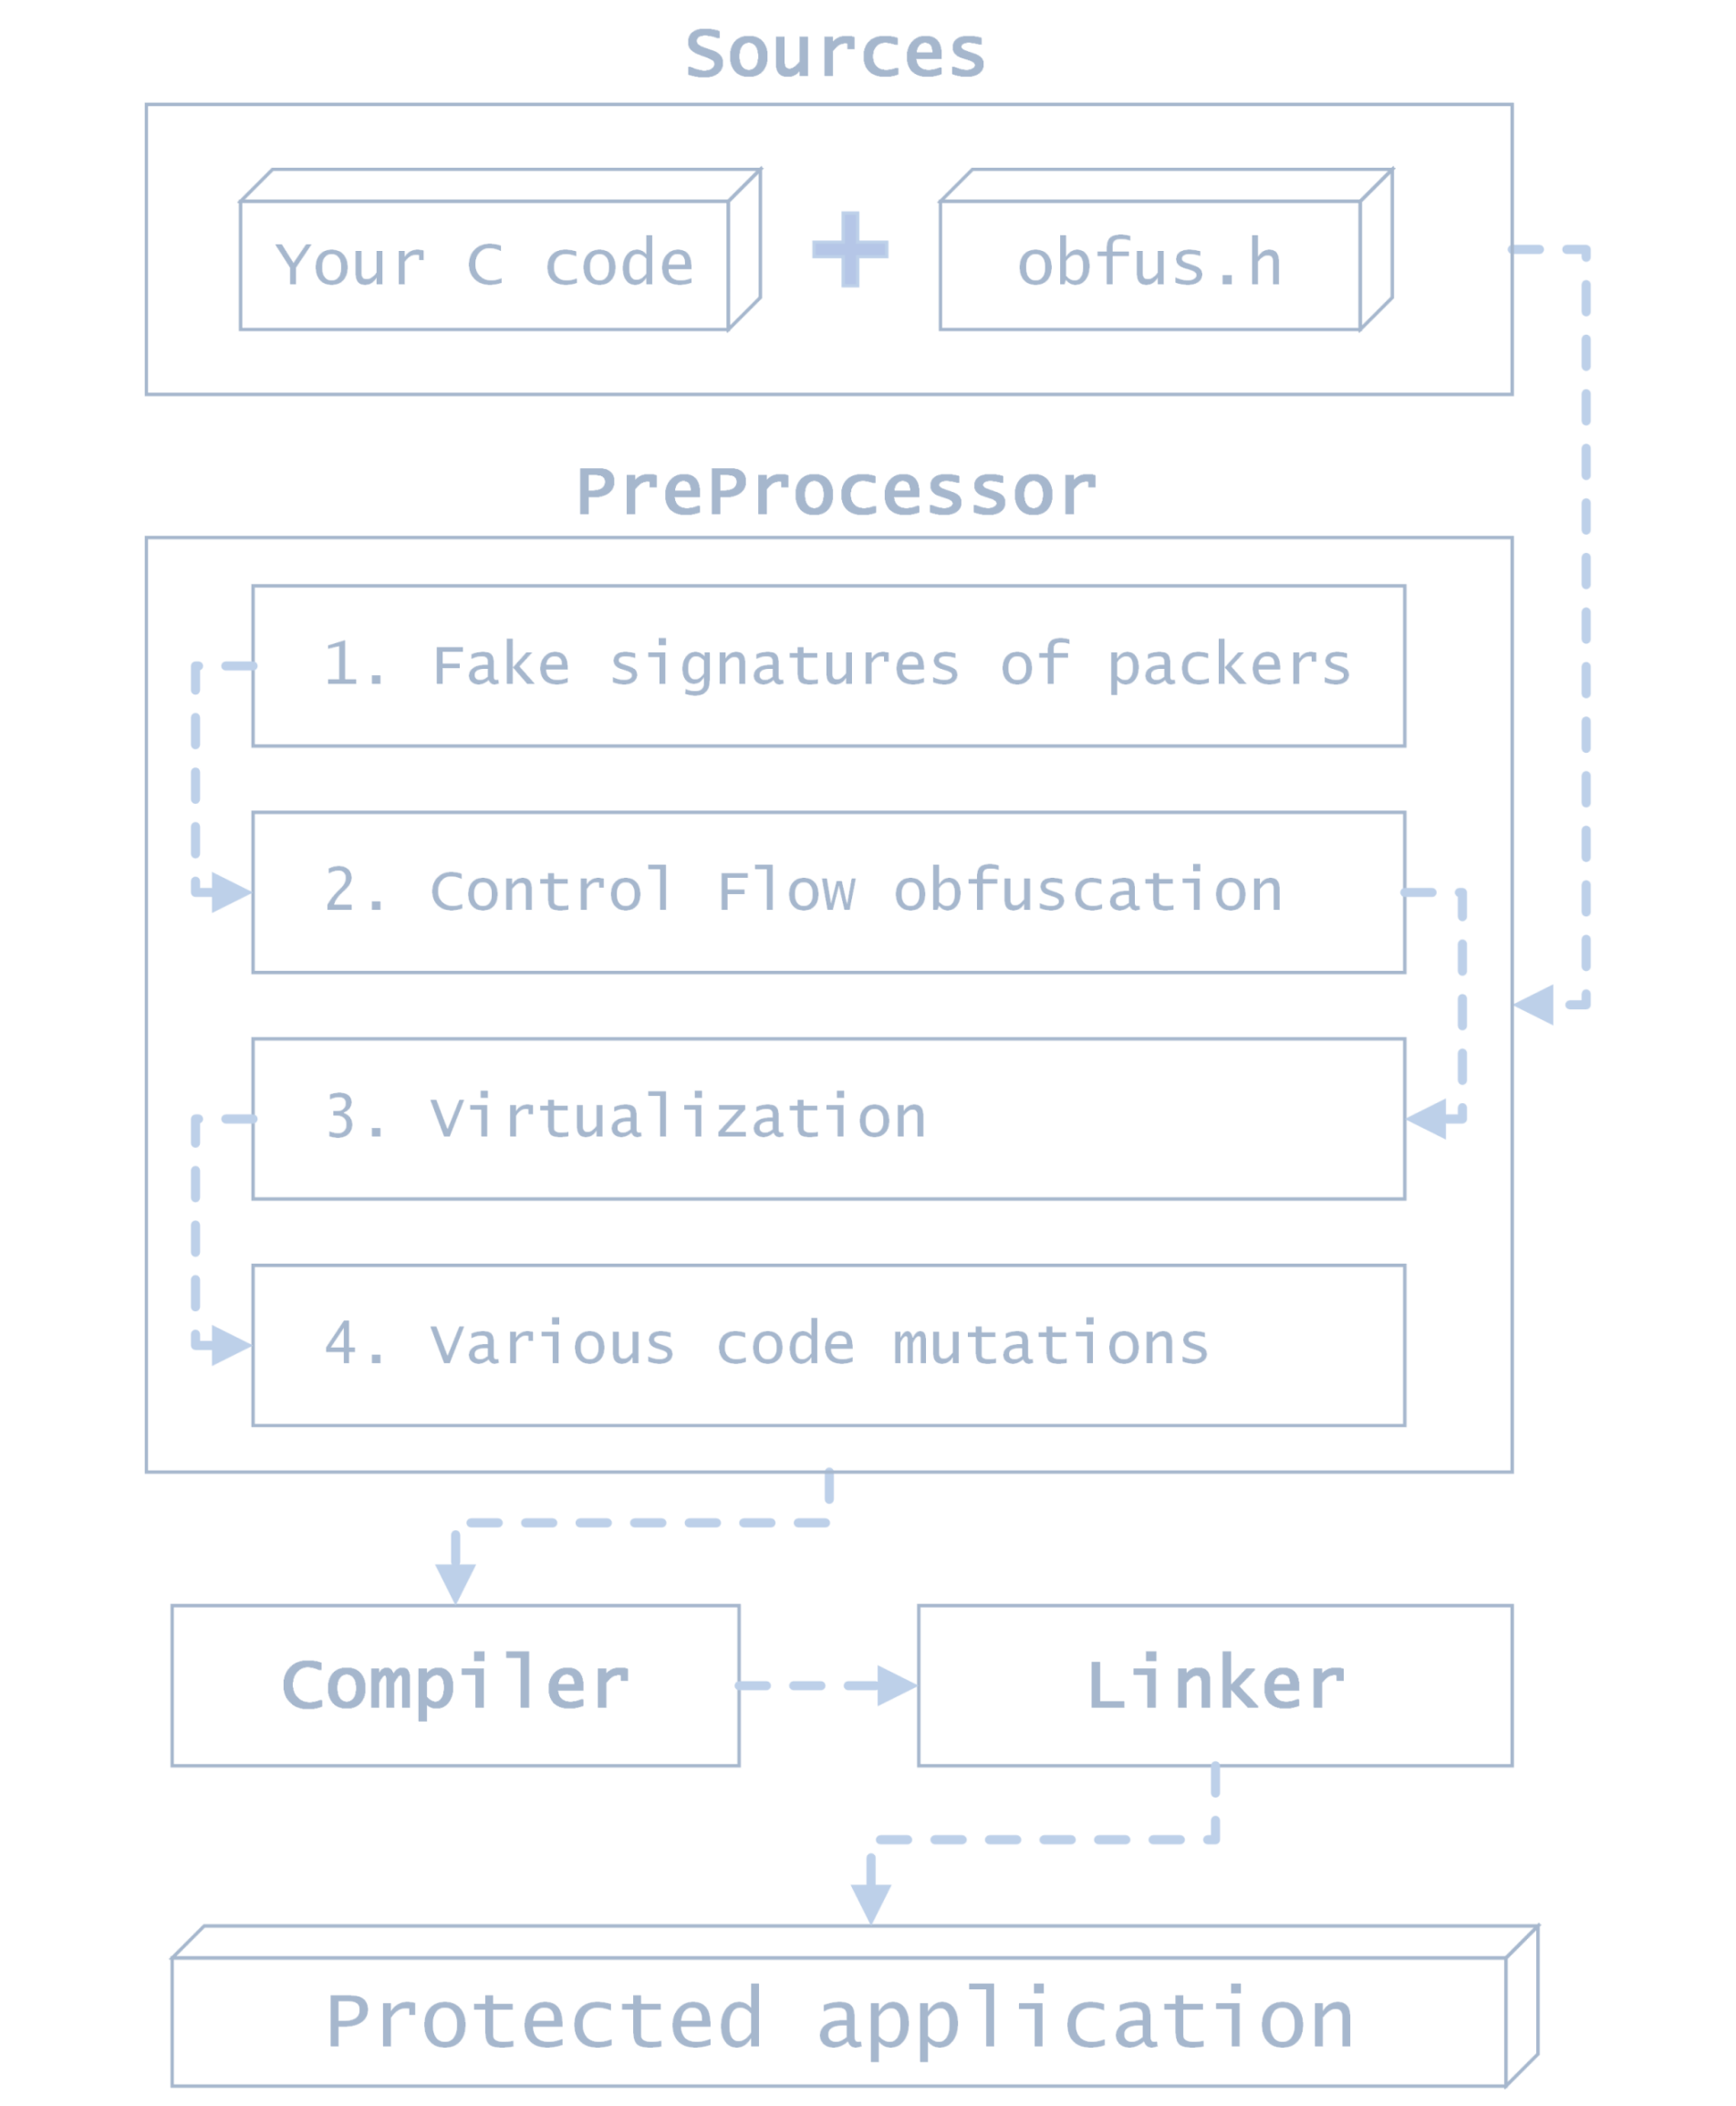 Sources
Your C code + obfus.h
PreProcessor
1. Fake signatures of packers
2. Control Flow obfuscation
3. Virtualization
4. Various code mutations
Compiler
Linker
Protected application